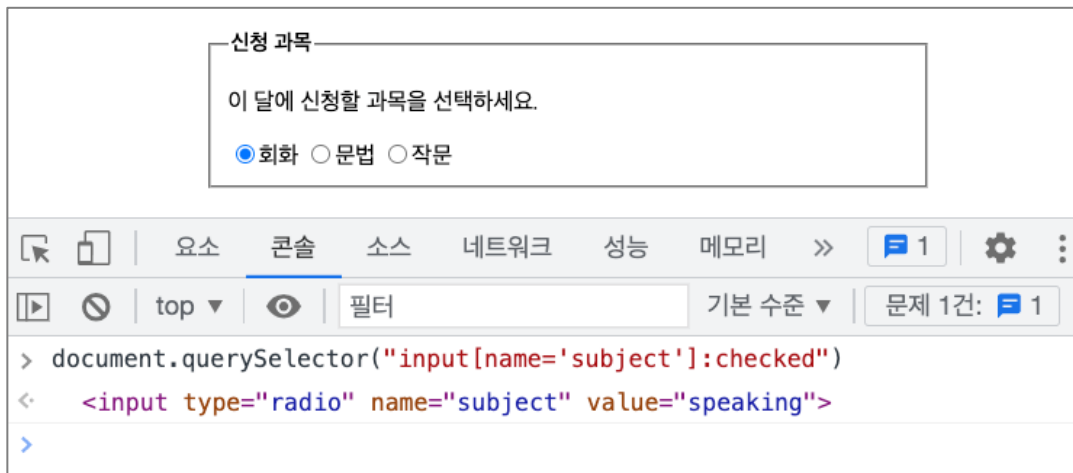 신청 과목
이 달에 신청할 과목을 선택하세요.
회화 문법 작문
요소 콘솔 소스 네트워크 성능 메모리 » 1
top ▼ 필터 기본 수준 ▼ 문제 1건: 1
> document.querySelector("input[name='subject']:checked")
<· <input type="radio" name="subject" value="speaking">
>